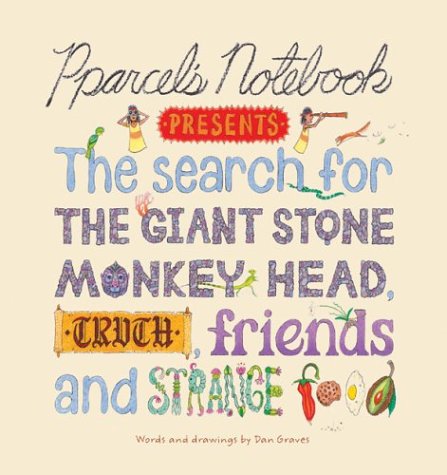 Pparcel's Notebook
PRESENTS
The search for
THE GIANT STONE
MONKEY HEAD,
TRUTH, friends
and STRANGE FOOD
Words and drawings by Dan Graves